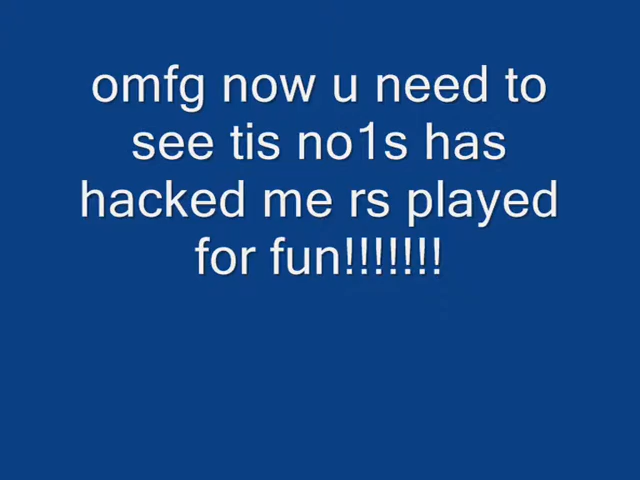 omfg now u need to
see tis no1s has
hacked me rs played
for fun!!!!!!!